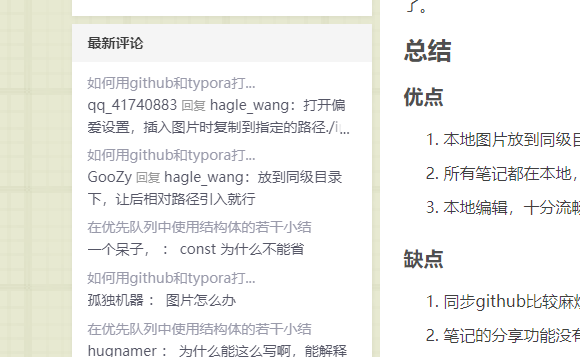 最新评论
如何用github和typora打...
qq_41740883 回复 hagle_wang：打开偏
爱设置，插入图片时复制到指定的路径./i...
如何用github和typora打...
GooZy 回复 hagle_wang：放到同级目录
下，让后相对路径引入就行
在优先队列中使用结构体的若干小结
一个呆子，： const 为什么不能省
如何用github和typora打...
孤独机器： 图片怎么办
在优先队列中使用结构体的若干小结
hugnamer： 为什么能这么写啊，能解释
了。
总结
优点
1. 本地图片放到同级
2. 所有笔记都在本地，
3. 本地编辑，十分流畅
缺点
1. 同步github比较麻烦
2. 笔记的分享功能没有